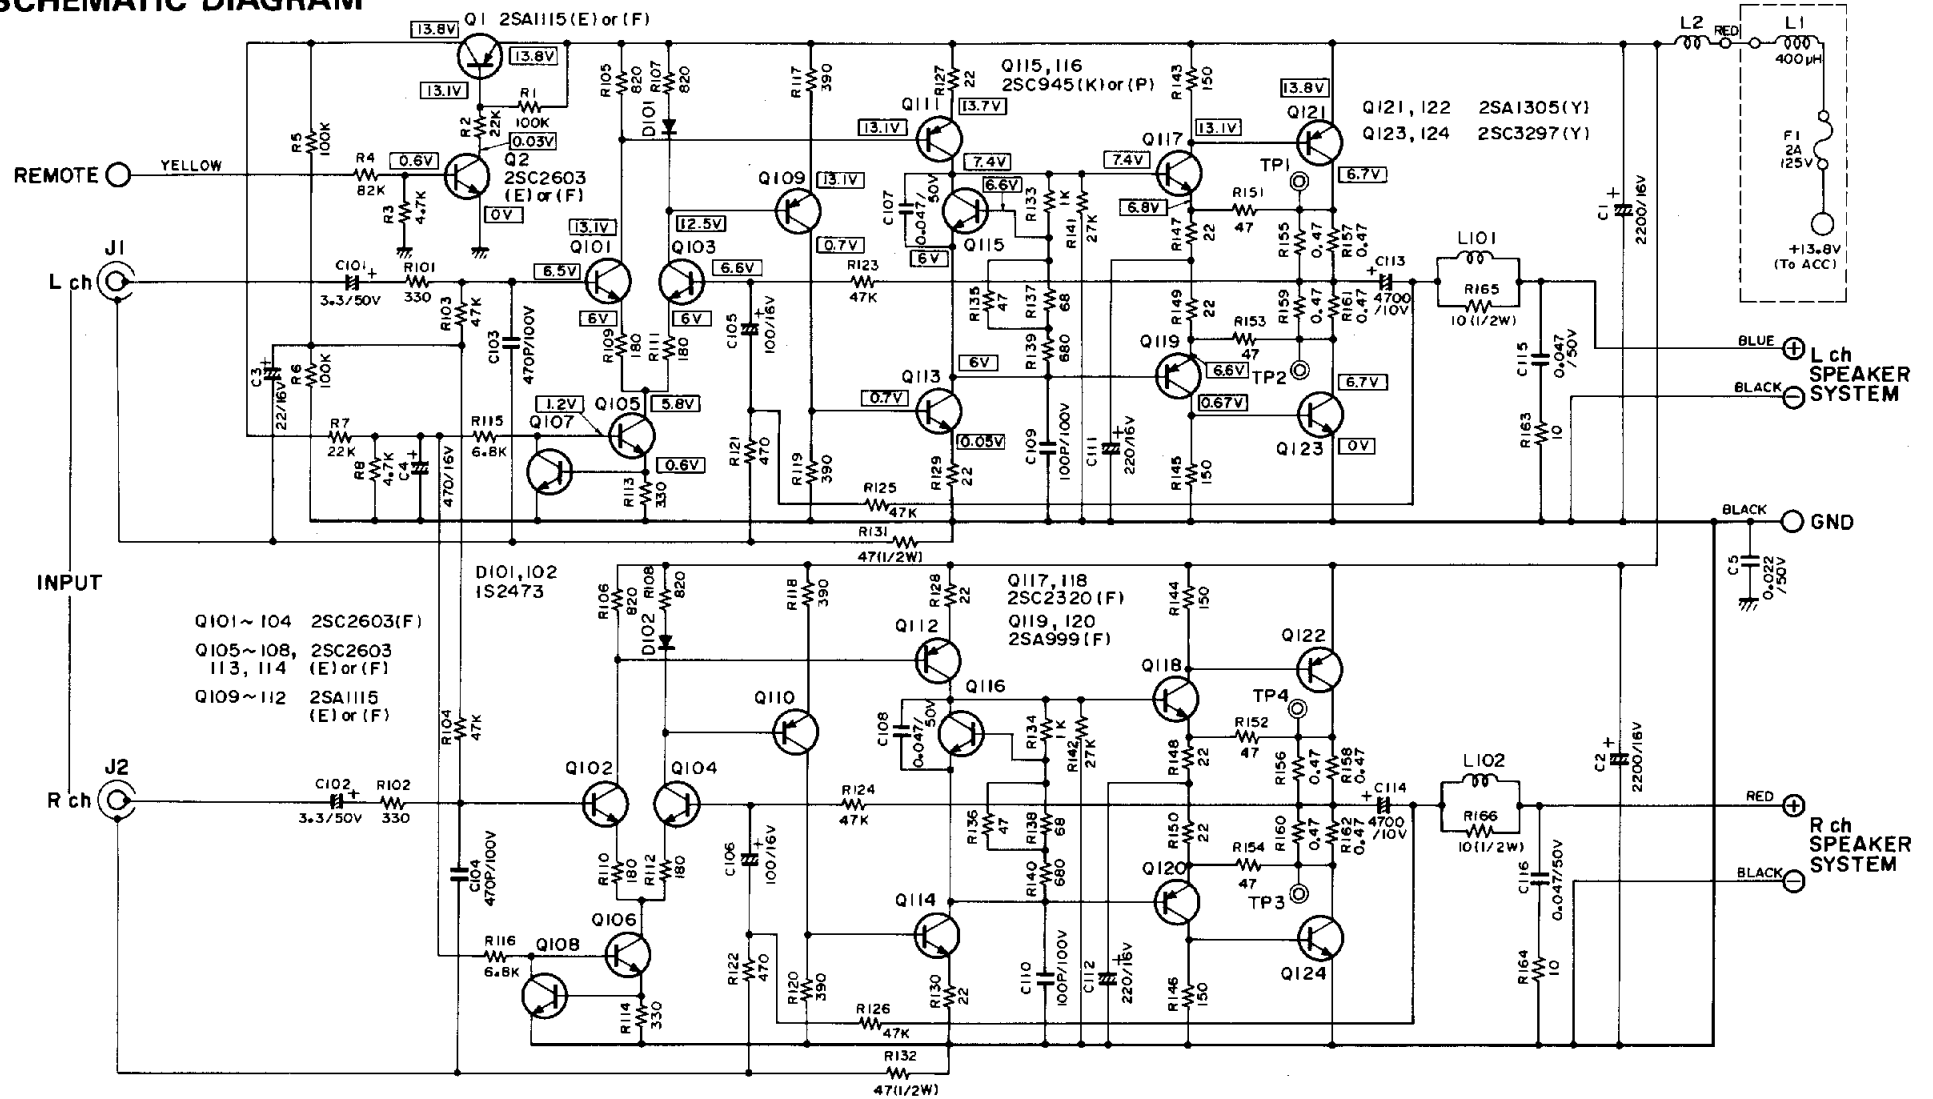 SCHEMATIC DIAGRAM
Q1 2SA1115(E) or (F)
13.8V
13.8V
13.1V
R1
100K
R2
22K
0.03V
Q2
2SC2603
(E) or (F)
0V
REMOTE
YELLOW
R4
82K
0.6V
R3
4.7K
R5
100K
R105
820
R107
820
D101
R117
390
R127
22
Q115,116
2SC945(K) or (P)
Q111
13.7V
13.1V
7.4V
R143
150
13.1V
Q117
7.4V
6.8V
13.8V
Q121
6.7V
Q121, 122 2SA1305(Y)
Q123, 124 2SC3297(Y)
L2
RED
L1
400μH
F1
2A
125V
+13.8V
(To ACC)
C1
2200/16V
Q109
13.1V
0.7V
C107
0.047/
50V
6.6V
Q115
6V
R133
1K
R141
27K
TP1
R151
47
R147
22
R155
0.47
R157
0.47
J1
L ch
C101
3.3/50V
R101
330
R103
47K
C103
470P/100V
13.1V
Q101
6.5V
6V
12.5V
Q103
6.6V
6V
R109
180
R111
180
C105
100/16V
R123
47K
R135
47
R137
68
R139
680
R149
22
R159
0.47
R161
0.47
C113
4700
/10V
L101
R165
10(1/2W)
C115
0.047
/50V
R163
10
R153
47
TP2
Q119
6.6V
0.67V
6.7V
Q123
0V
BLUE
L ch
SPEAKER
SYSTEM
BLACK
C3
22/16V
R6
100K
R7
22K
R8
4.7K
C4
470/16V
R115
6.8K
1.2V
Q105
5.8V
Q107
0.6V
R113
330
R121
470
R119
390
Q113
0.7V
6V
0.05V
R129
22
C109
100P/100V
C111
220/16V
R145
150
R125
47K
R131
47(1/2W)
BLACK
GND
C5
0.022
/50V
INPUT
D101,102
1S2473
Q101~104 2SC2603(F)
Q105~108, 2SC2603
113, 114 (E) or (F)
Q109~112 2SA1115
(E) or (F)
R106
820
R108
820
D102
R118
390
R128
22
Q117,118
2SC2320(F)
Q119, 120
2SA999(F)
R144
150
Q112
Q122
Q118
Q110
Q116
C108
0.047/
50V
R134
1K
R142
27K
TP4
R152
47
R148
22
R156
0.47
R158
0.47
R104
47K
J2
R ch
C102
3.3/50V
R102
330
C104
470P/100V
Q102
Q104
R110
180
R112
180
C106
100/16V
R124
47K
R136
47
R138
68
R140
680
R150
22
R160
0.47
R162
0.47
C114
4700
/10V
L102
R166
10(1/2W)
C116
0.047/50V
R164
10
C2
2200/16V
RED
R ch
SPEAKER
SYSTEM
BLACK
R154
47
Q120
TP3
Q124
Q114
Q106
R116
6.8K
Q108
R114
330
R122
470
R120
390
R130
22
C110
100P/100V
C112
220/16V
R146
150
R126
47K
R132
47(1/2W)